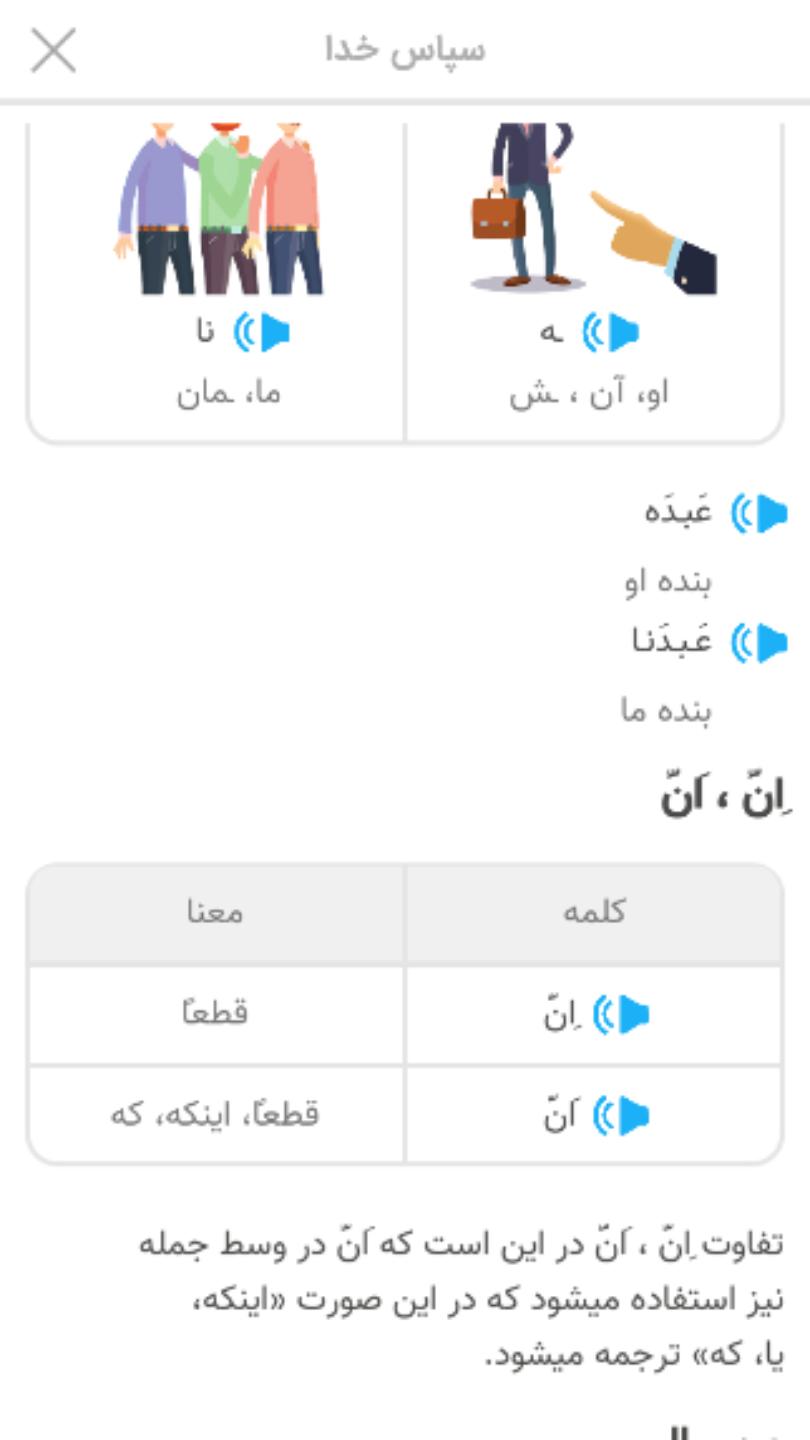 سپاس خدا
ـه
نا
او، آن ، ـش
ما، ـمان
عَبدَه
بنده او
عَبدَنا
بنده ما
اِنّ ، اَنّ
کلمه
معنا
اِنّ
قطعاً
اَنّ
قطعاً، اینکه، که
تفاوت اِنّ ، اَنّ در این است که اَنّ در وسط جمله
نیز استفاده میشود که در این صورت «اینکه،
یا، که» ترجمه میشود.